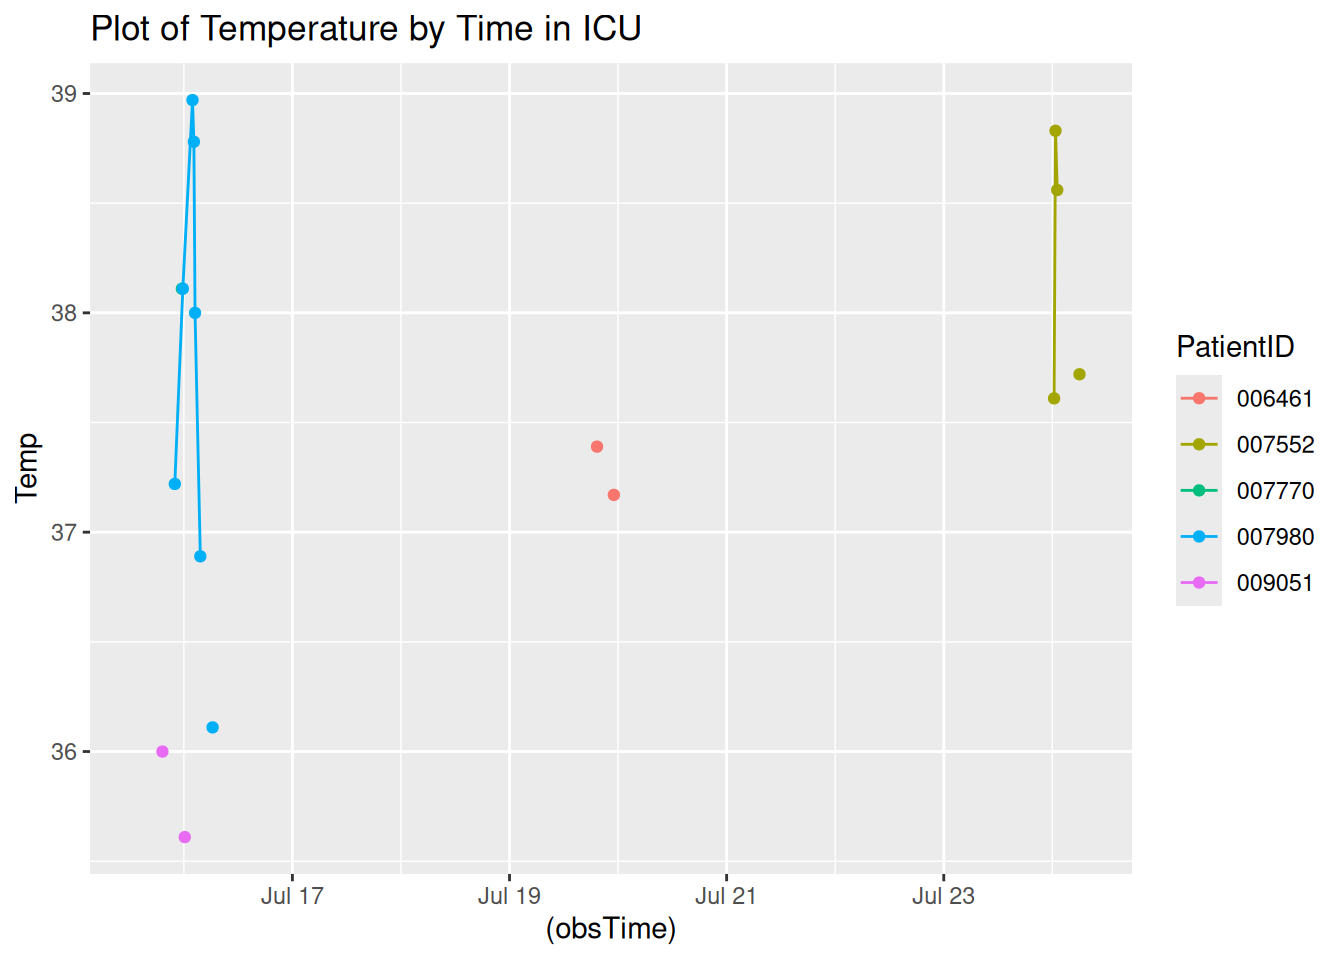 Plot of Temperature by Time in ICU
39
38
37
36
Temp
Jul 17
Jul 19
Jul 21
Jul 23
(obsTime)
PatientID
006461
007552
007770
007980
009051